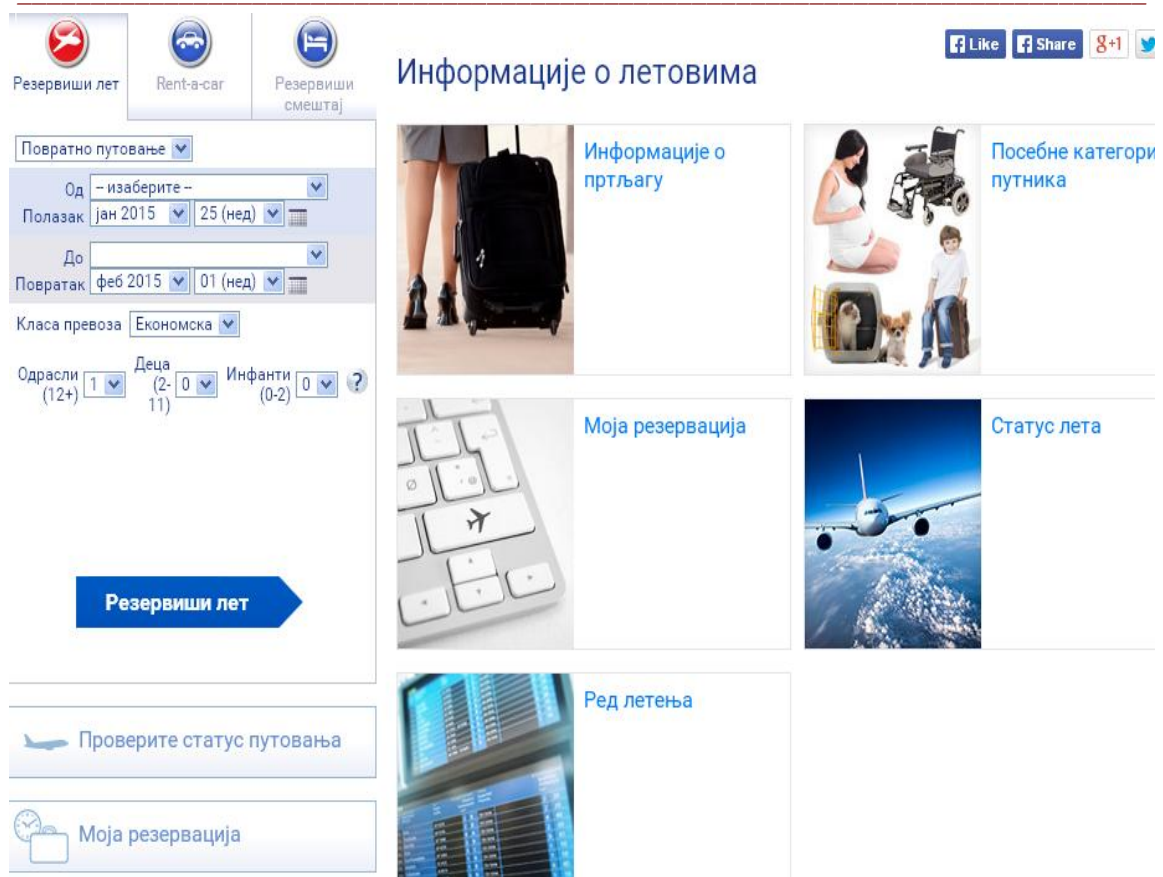 Резервиши лет
Rent-a-car
Резервиши
смештај
Повратно путовање
Од -- изаберите --
Полазак јан 2015 25 (нед)
До
Повратак феб 2015 01 (нед)
Класа превоза Економска
Одрасли
(12+) 1
Деца
(2-
11) 0
Инфанти
(0-2) 0 ?
Резервиши лет
Проверите статус путовања
Моја резервација
Like Share g+1
Информације о летовима
Информације о
пртљагу
Посебне категори
путника
Моја резервација
Статус лета
Ред летења